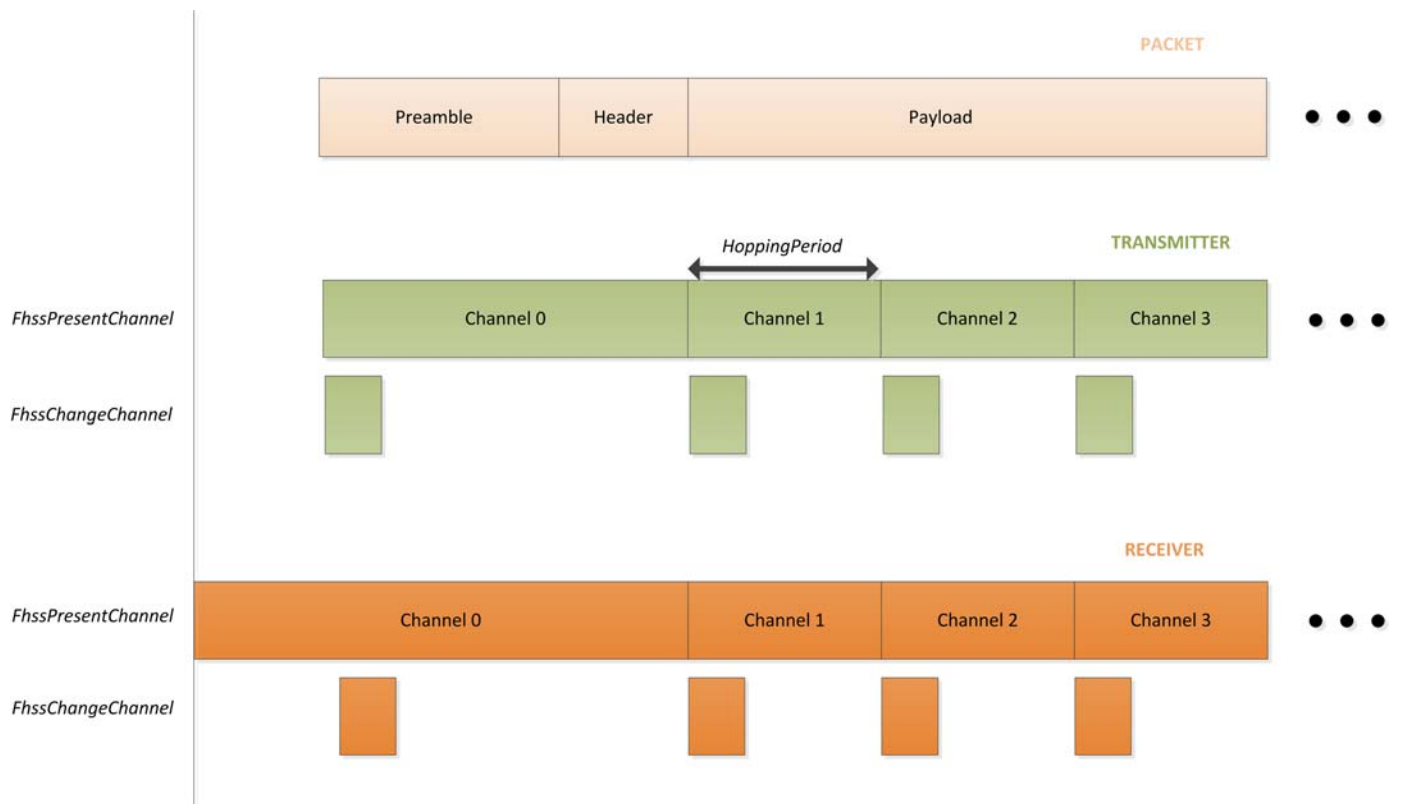 PACKET
Preamble Header Payload
HoppingPeriod
TRANSMITTER
FhssPresentChannel Channel 0 Channel 1 Channel 2 Channel 3
FhssChangeChannel
RECEIVER
FhssPresentChannel Channel 0 Channel 1 Channel 2 Channel 3
FhssChangeChannel